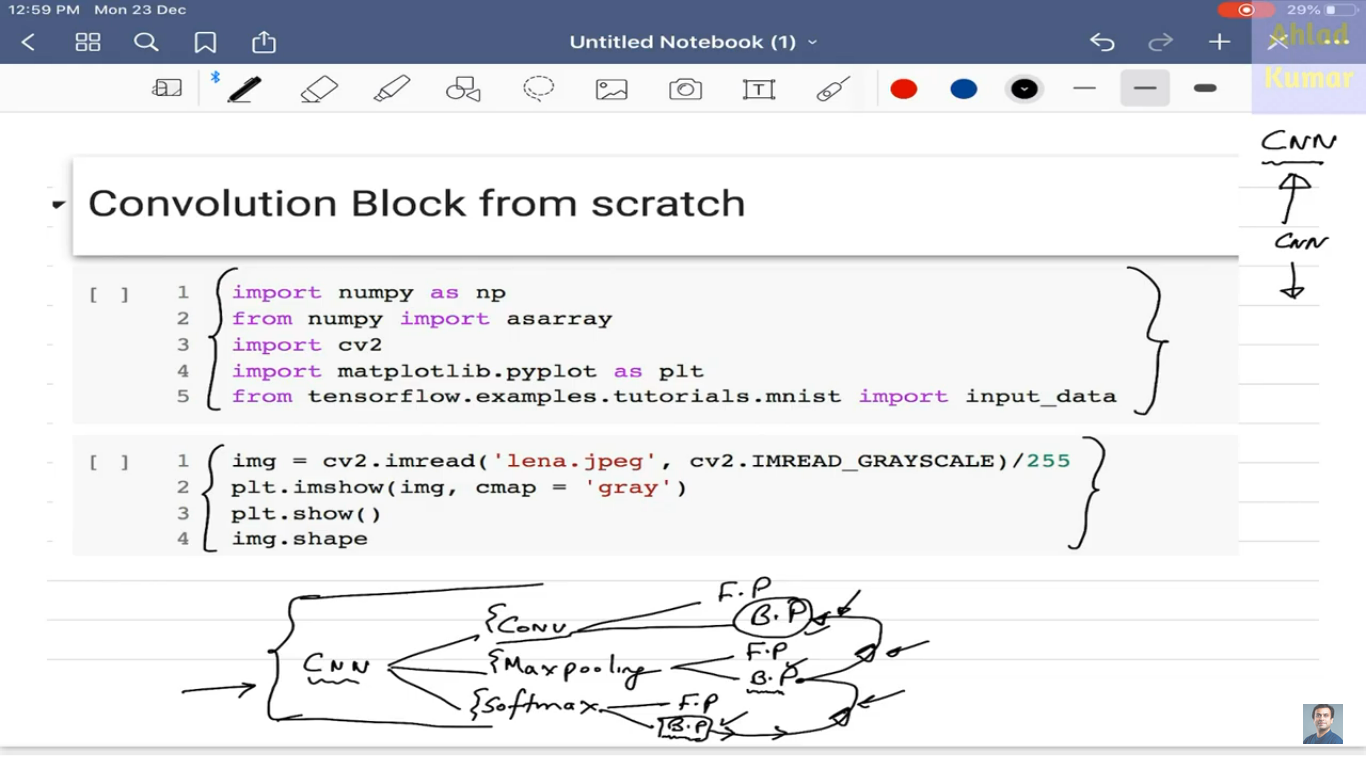 12:59 PM Mon 23 Dec
29%
Untitled Notebook (1)
Ahlad
Kumar
T
CNN
CNN
Convolution Block from scratch
[ ] 1 import numpy as np
2 from numpy import asarray
3 import cv2
4 import matplotlib.pyplot as plt
5 from tensorflow.examples.tutorials.mnist import input_data
[ ] 1 img = cv2.imread('lena.jpeg', cv2.IMREAD_GRAYSCALE)/255
2 plt.imshow(img, cmap = 'gray')
3 plt.show()
4 img.shape
F.P
{Conv B.P
F.P
CNN {Maxpooling B.P
{Softmax F.P
B.P